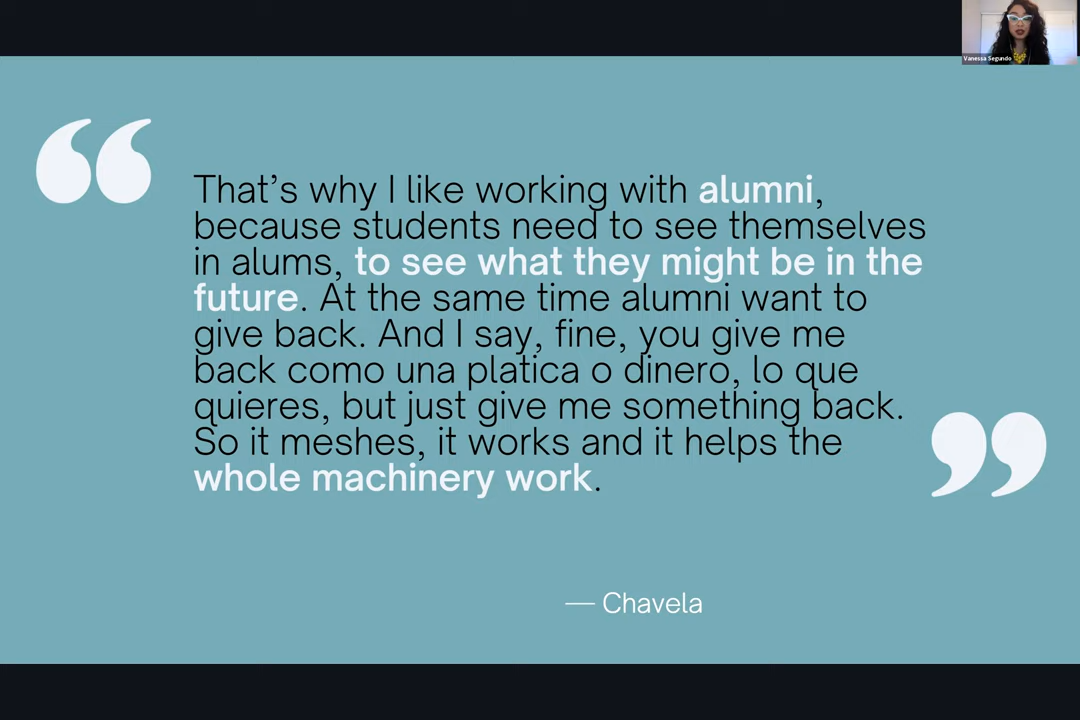 Vanessa Segundo
“
That’s why I like working with alumni,
because students need to see themselves
in alums, to see what they might be in the
future. At the same time alumni want to
give back. And I say, fine, you give me
back como una platica o dinero, lo que
quieres, but just give me something back.
So it meshes, it works and it helps the
whole machinery work.
”
— Chavela